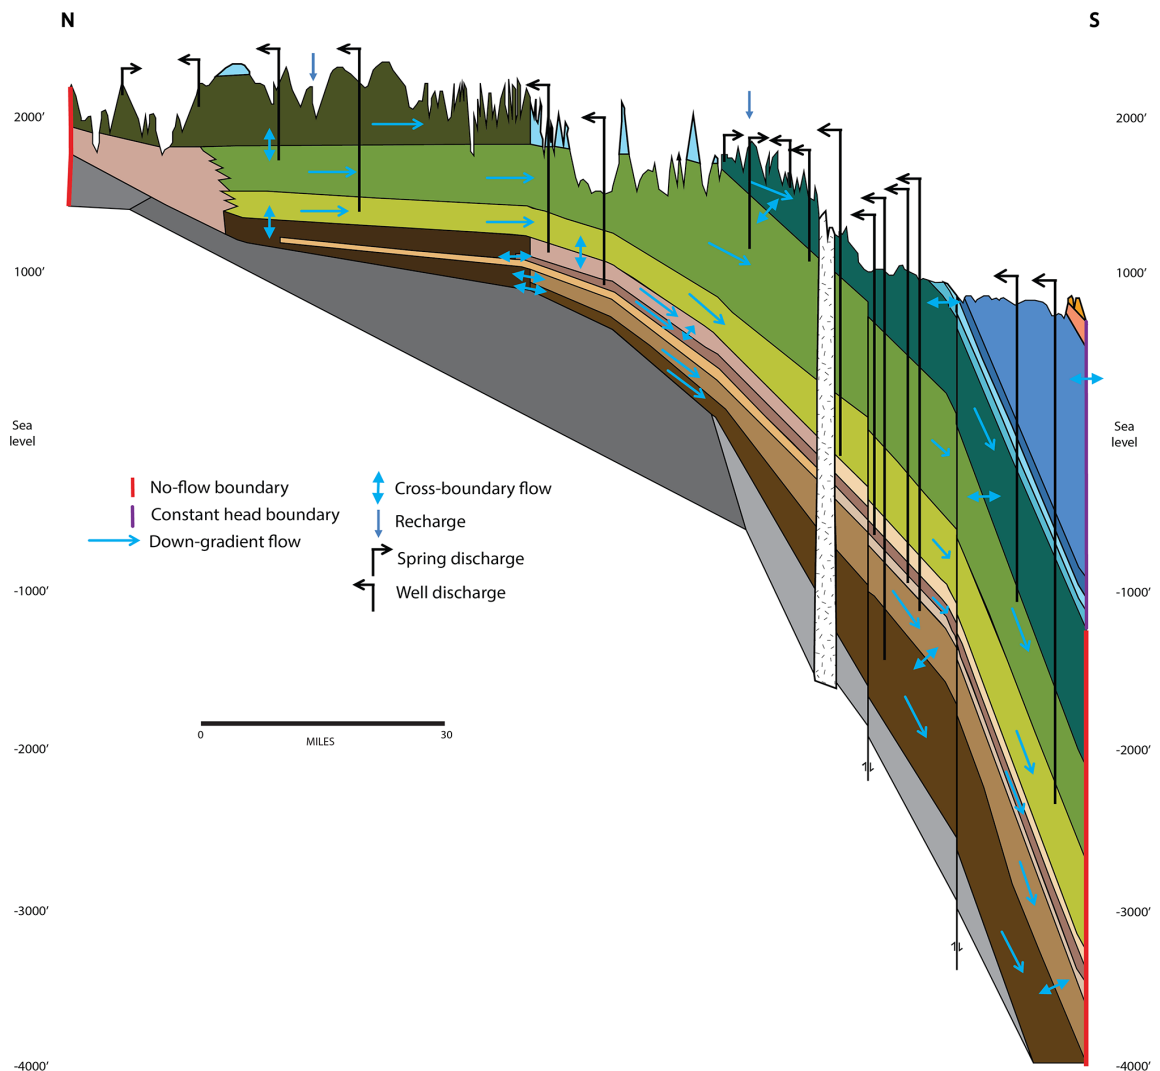 N
S
2000’
2000’
1000’
1000’
Sea
level
Sea
level
No-flow boundary
Constant head boundary
Down-gradient flow
Cross-boundary flow
Recharge
Spring discharge
Well discharge
-1000’
-1000’
0
30
MILES
-2000’
-2000’
-3000’
-3000’
-4000’
-4000’